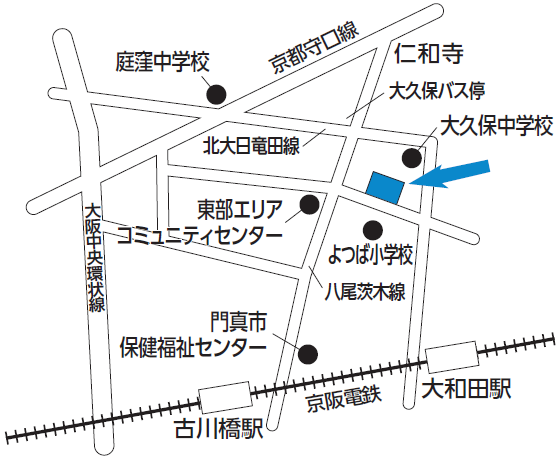 京都守口線
仁和寺
庭窪中学校
大久保バス停
大久保中学校
北大日竜田線
東部エリア
コミュニティセンター
大阪中央環状線
よつば小学校
八尾茨木線
門真市
保健福祉センター
大和田駅
京阪電鉄
古川橋駅